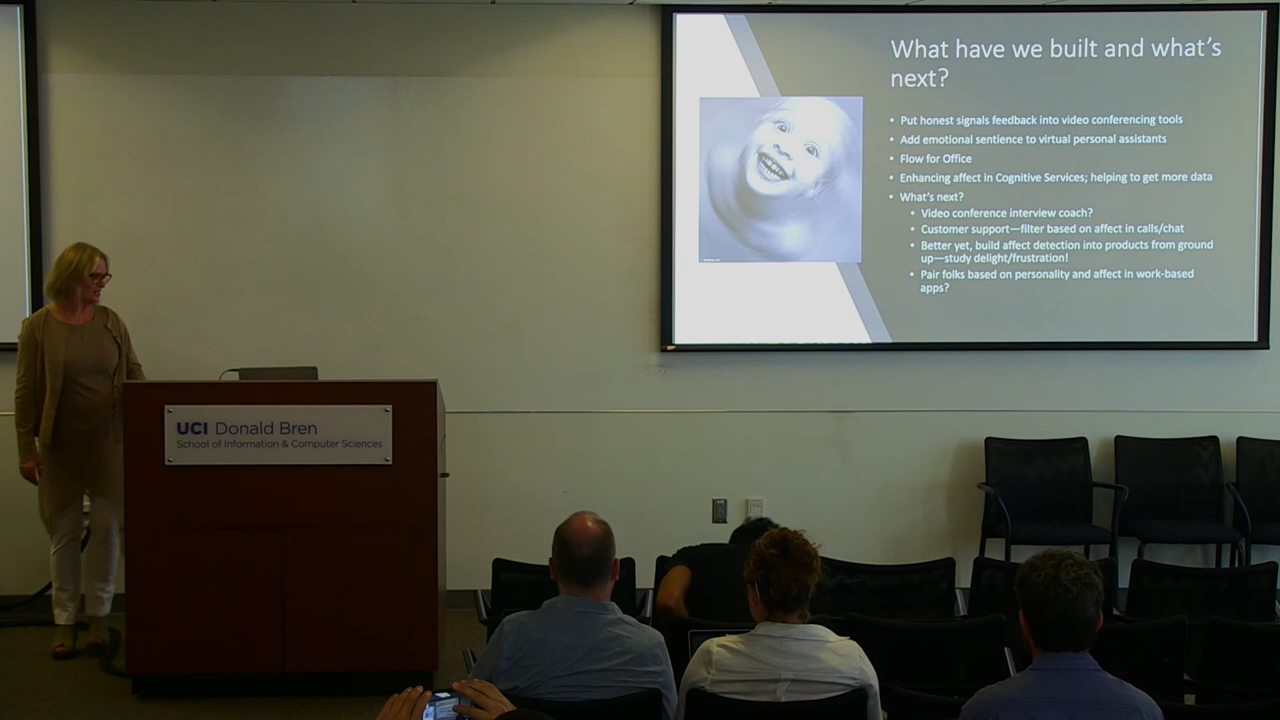 What have we built and what's
next?
• Put honest signals feedback into video conferencing tools
• Add emotional sentience to virtual personal assistants
• Flow for Office
• Enhancing affect in Cognitive Services; helping to get more data
• What's next?
• Video conference interview coach?
• Customer support—filter based on affect in calls/chat
• Better yet, build affect detection into products from ground
up—study delight/frustration!
• Pair folks based on personality and affect in work-based
apps?
UCI Donald Bren
School of Information & Computer Sciences